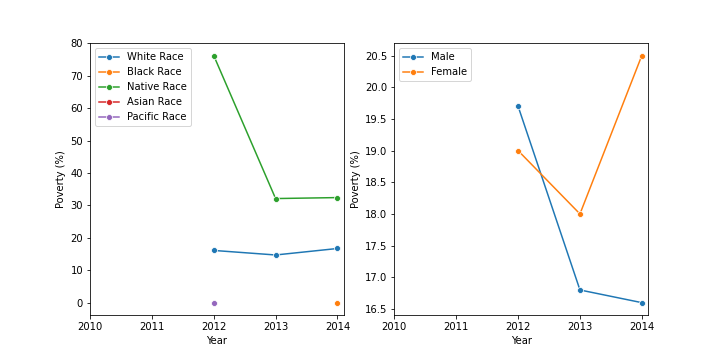 80
70
60
50
40
30
20
10
0
Poverty (%)
White Race
Black Race
Native Race
Asian Race
Pacific Race
2010 2011 2012 2013 2014
Year
20.5
20.0
19.5
19.0
18.5
18.0
17.5
17.0
16.5
Poverty (%)
Male
Female
2010 2011 2012 2013 2014
Year